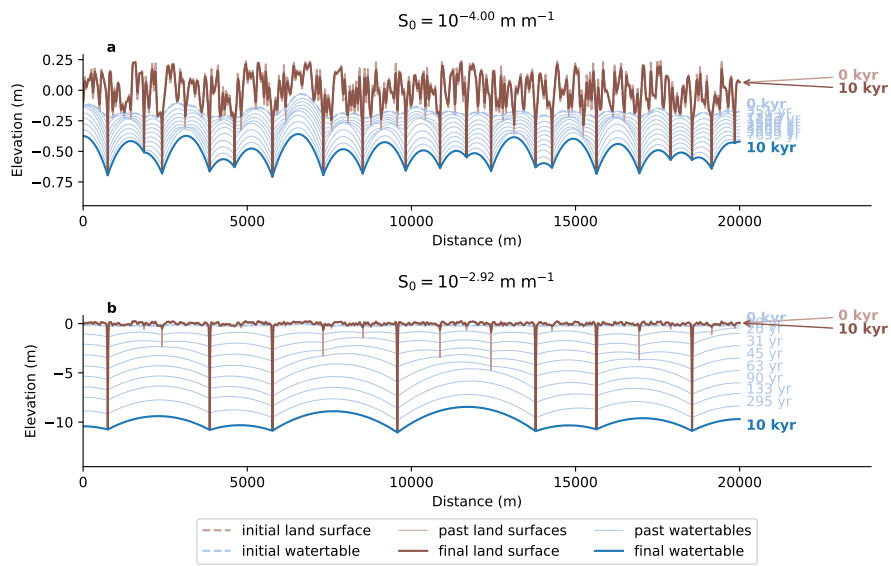 S₀ = 10⁻⁴·⁰⁰ m m⁻¹
a
Elevation (m)
0.25
0.00
−0.25
−0.50
−0.75
0 kyr
10 kyr
0 kyr
10 kyr
0
5000
10000
15000
20000
Distance (m)
S₀ = 10⁻²·⁹² m m⁻¹
b
Elevation (m)
0
−5
−10
0 kyr
10 kyr
0 kyr
20 yr
31 yr
45 yr
63 yr
90 yr
133 yr
295 yr
10 kyr
0
5000
10000
15000
20000
Distance (m)
initial land surface
past land surfaces
past watertables
initial watertable
final land surface
final watertable